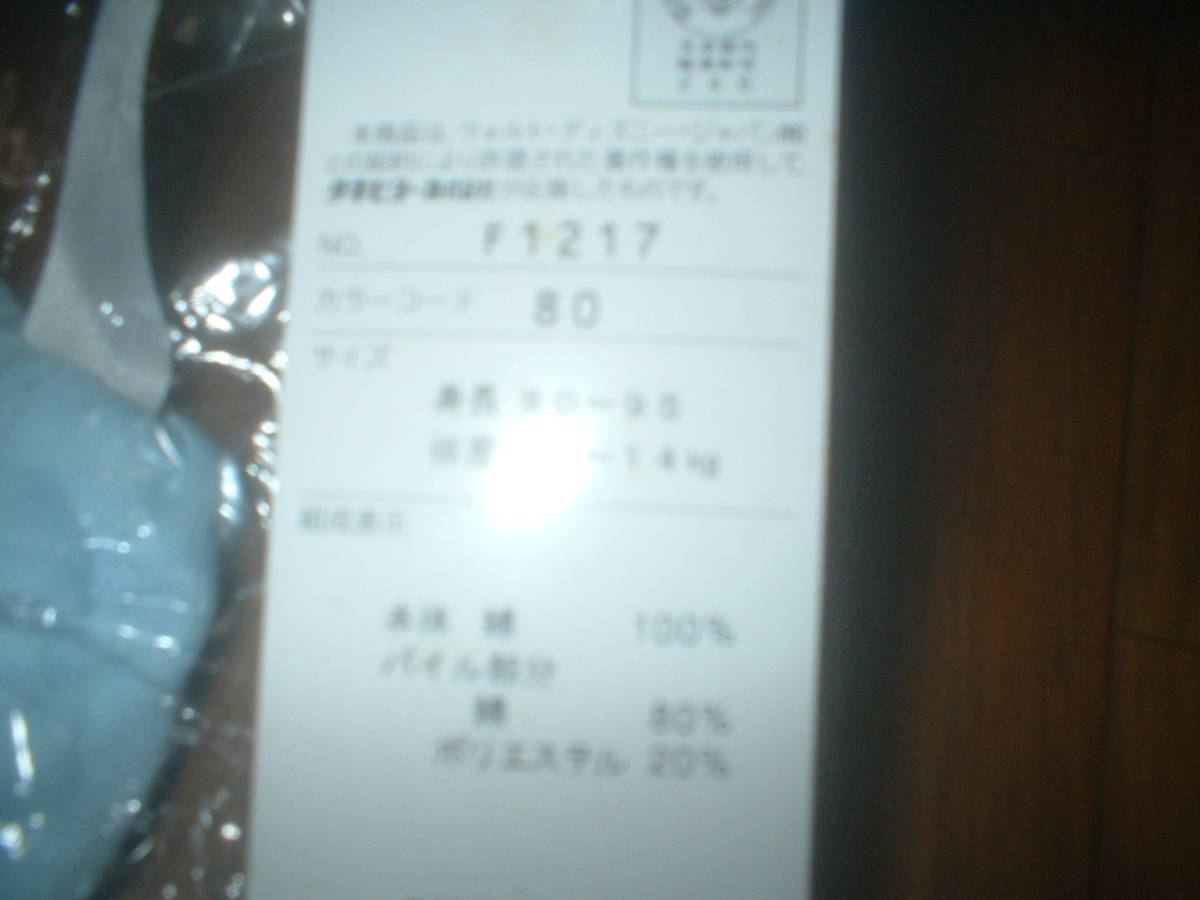 本商品は、ウォルト・ディズニー・ジャパン㈱
との契約により許諾された著作権を使用して、
したものです。
NO. F1217
カラーコード 80
サイズ
身長 80～95
体重 ～14kg
組成表示
本体 綿 100%
パイル部分
綿 80%
ポリエステル 20%